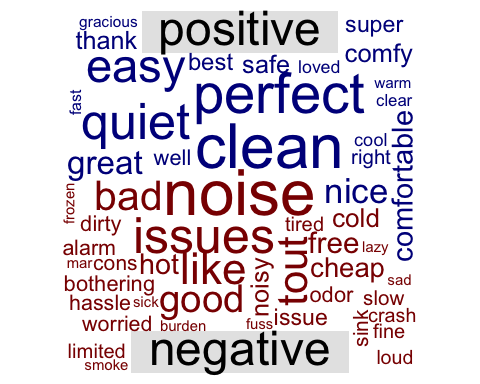 gracious positive super
thank comfy
easy best safe loved
perfect warm
fast clear
quiet clean cool
great well right
comfortable
bad noise nice
frozen
dirty issues tired cold
alarm free lazy
mar cons hot like tout cheap
bothering noisy sad
hassle sick good odor slow
worried burden fuss issue sink crash
fine
limited negative loud
smoke